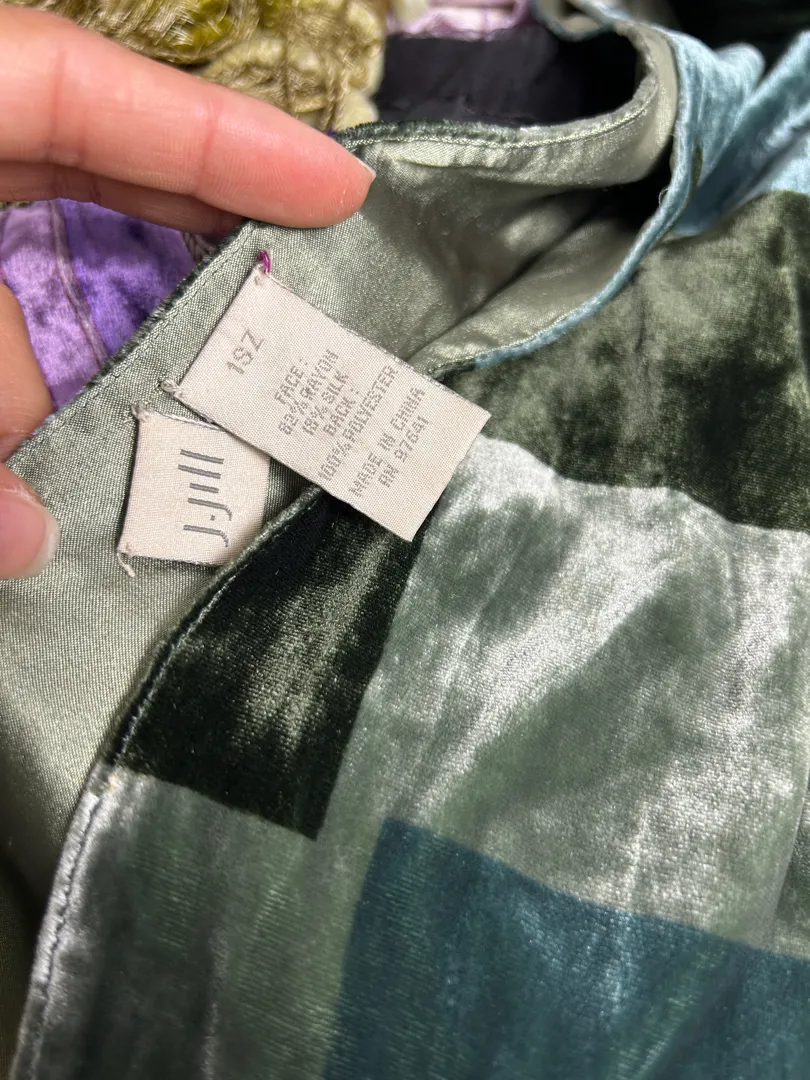 1SZ
FACE:
82% RAYON
18% SILK
BACK:
100% POLYESTER
MADE IN CHINA
RN 97641
J.Jill